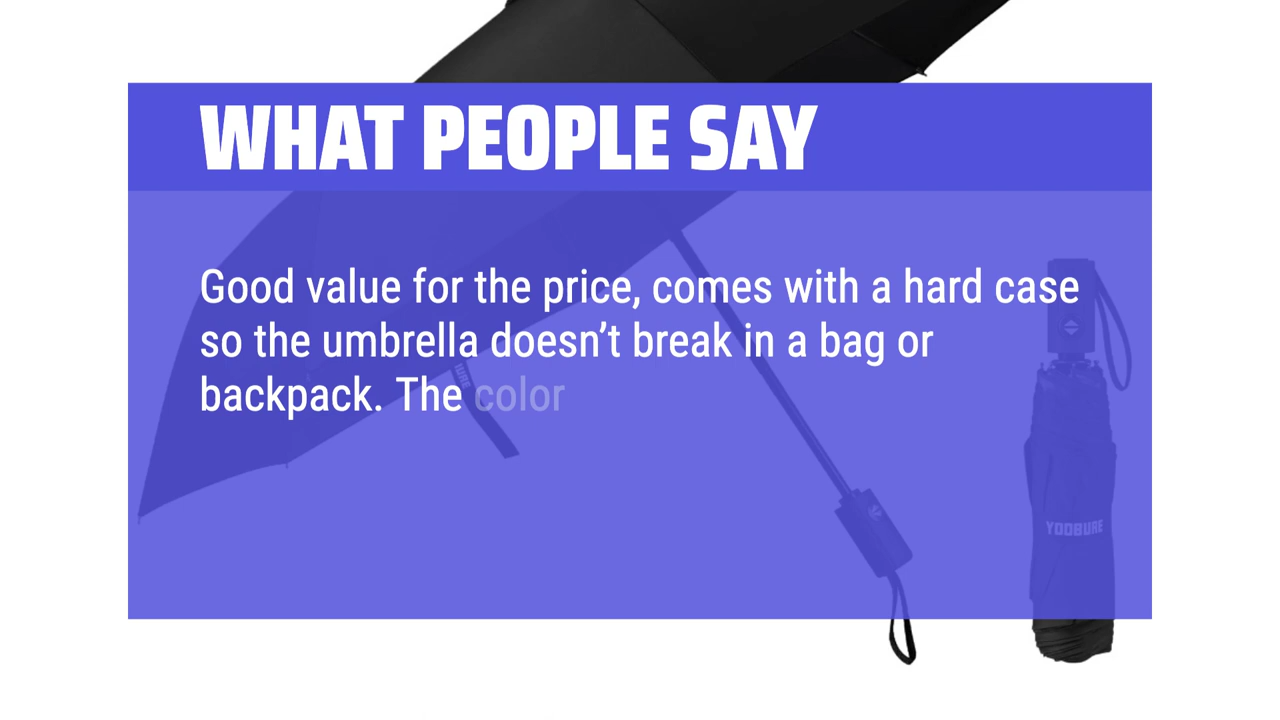 WHAT PEOPLE SAY
Good value for the price, comes with a hard case
so the umbrella doesn’t break in a bag or
backpack. The color
YOOBURE